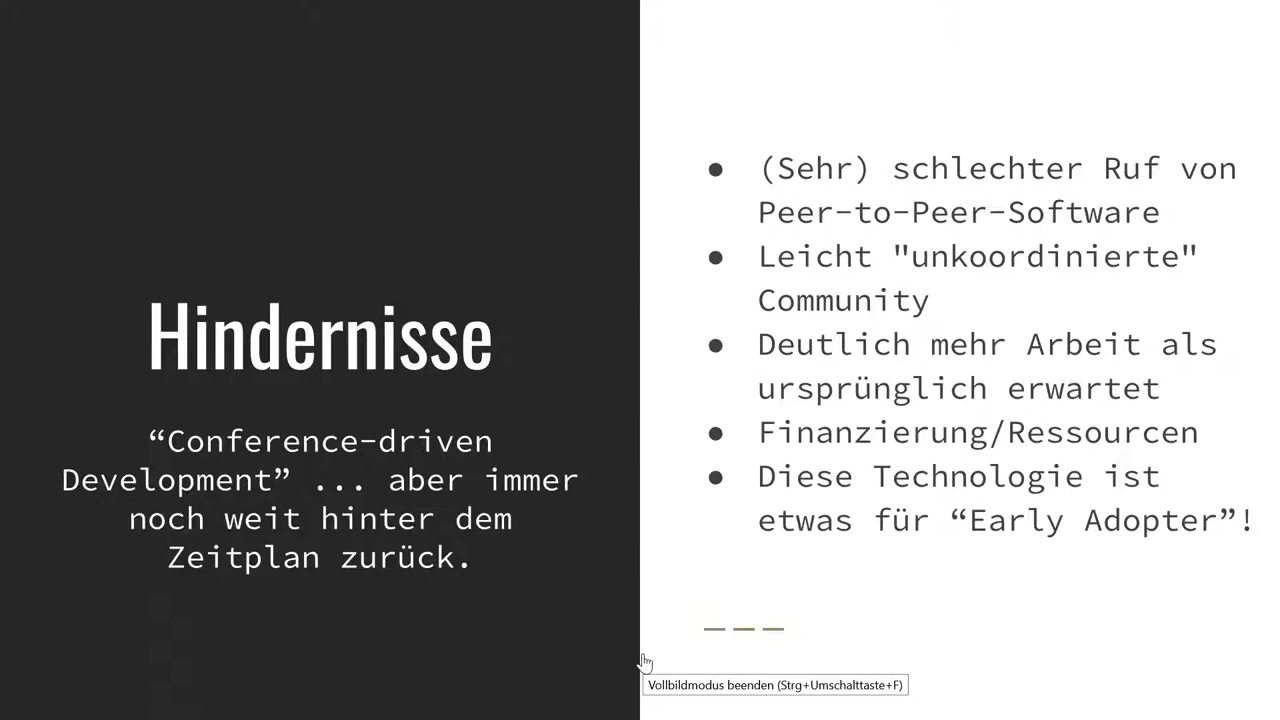 Hindernisse
“Conference-driven
Development” ... aber immer
noch weit hinter dem
Zeitplan zurück.
● (Sehr) schlechter Ruf von
Peer-to-Peer-Software
● Leicht "unkoordinierte"
Community
● Deutlich mehr Arbeit als
ursprünglich erwartet
● Finanzierung/Ressourcen
● Diese Technologie ist
etwas für “Early Adopter”!
Vollbildmodus beenden (Strg+Umschalttaste+F)